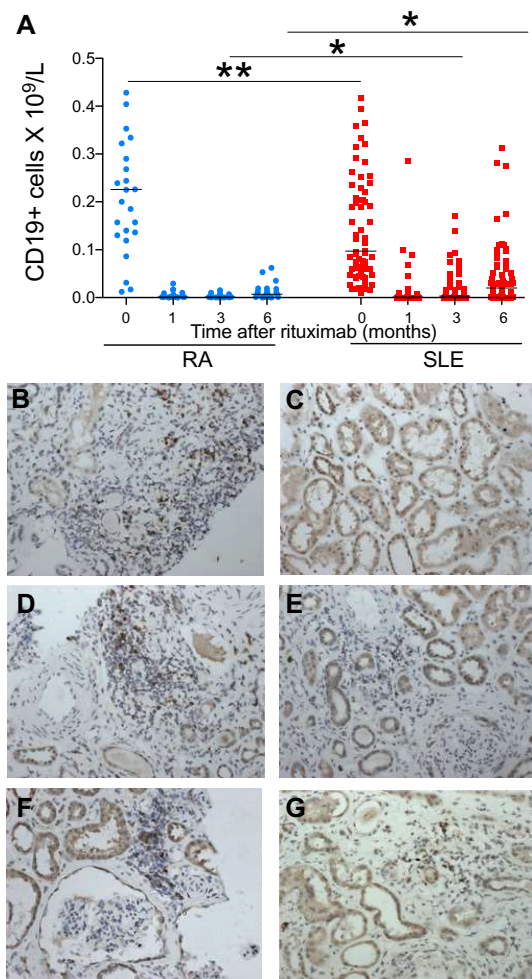 A
CD19+ cells X 10⁹/L
0.5
0.4
0.3
0.2
0.1
0.0
**
*
*
0 1 3 6 0 1 3 6
Time after rituximab (months)
RA SLE
B C
D E
F G